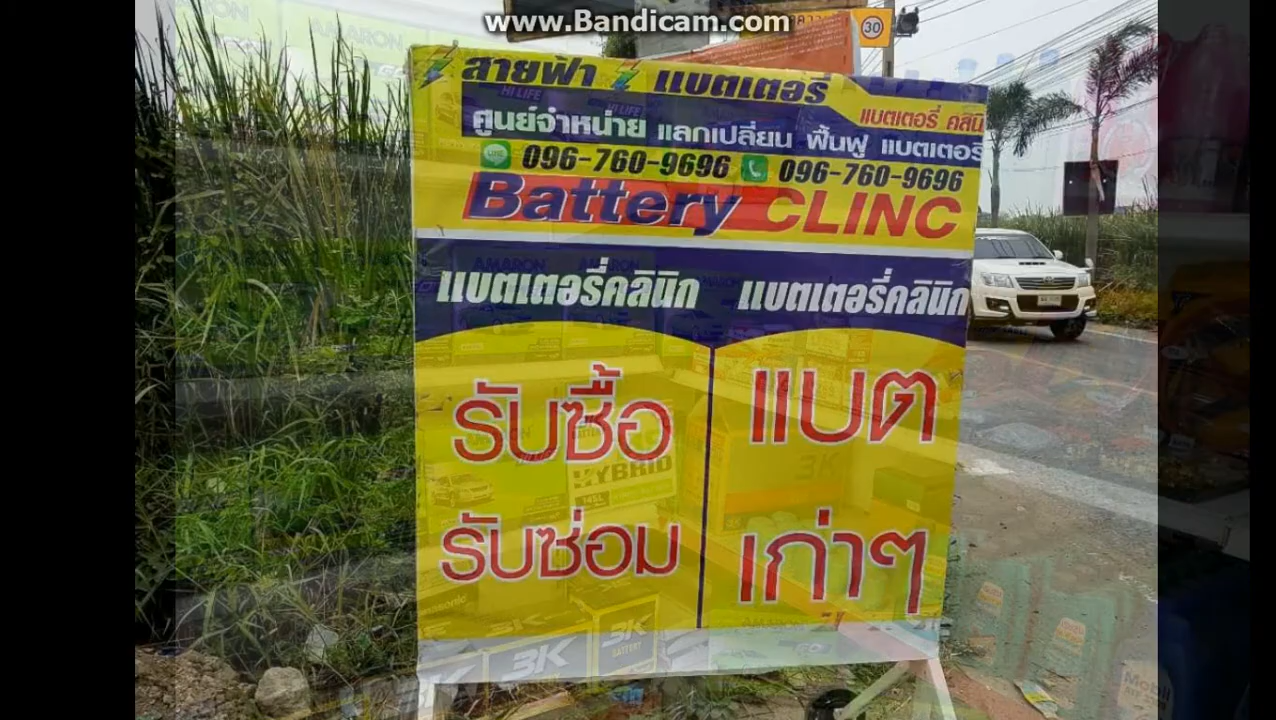 www.Bandicam.com
AMARON
30
สายฟ้า แบตเตอรี่
แบตเตอรี่ คลินิ
ศูนย์จำหน่าย แลกเปลี่ยน ฟื้นฟู แบตเตอรี่
LINE 096-760-9696 096-760-9696
Battery CLINC
แบตเตอรี่คลินิก แบตเตอรี่คลินิก
รับซื้อ แบต
HYBRID
3K
รับซ่อม เก่าๆ
3K 3K
BATTERY
Mobil